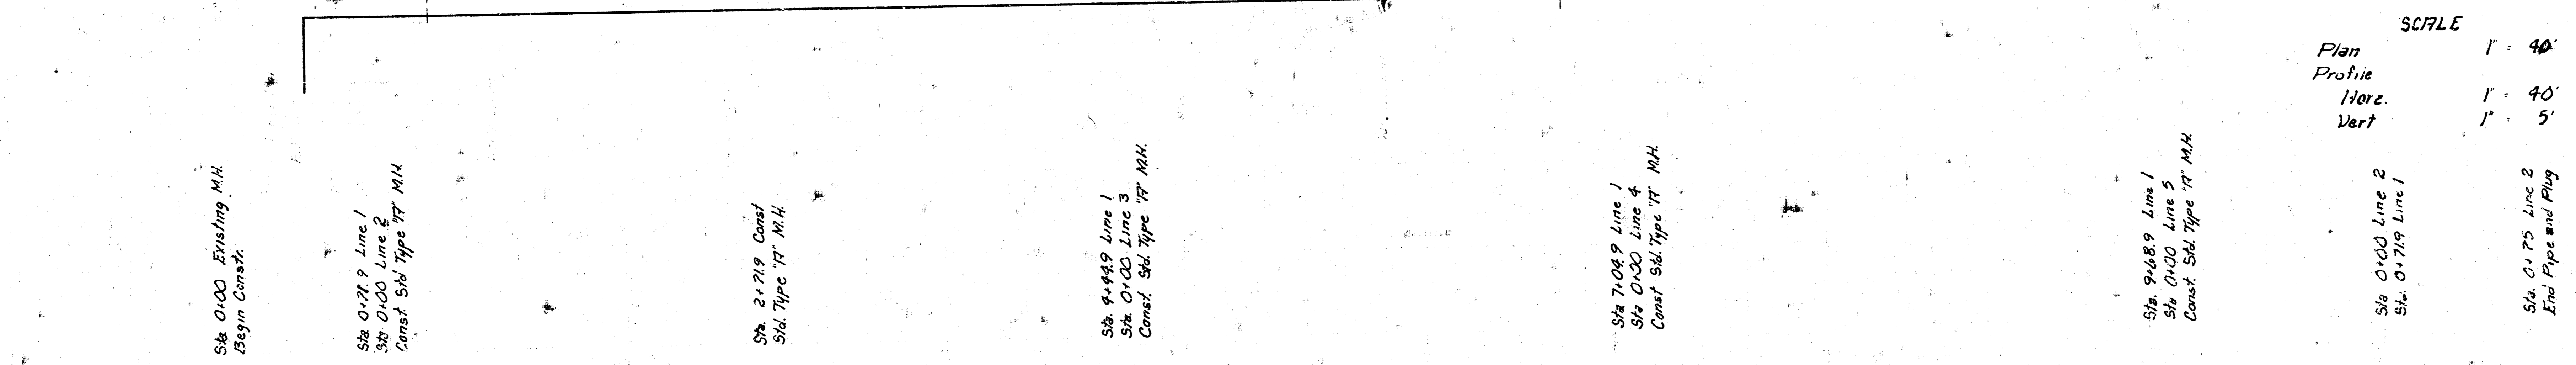 SCALE
Plan 1" = 40'
Profile
Horz. 1" = 40'
Vert 1" = 5'
Sta 0+00 Existing M.H.
Begin Constr.
Sta 0+71.9 Line 1
Sta 0+00 Line 2
Const. Std Type "A" M.H.
Sta. 2+71.9 Const
Std. Type "A" M.H.
Sta. 4+44.9 Line 1
Sta. 0+00 Line 3
Const. Std. Type "A" M.H.
Sta 7+04.9 Line 1
Sta 0+00 Line 4
Const Std. Type "A" M.H.
Sta. 9+68.9 Line 1
Sta 0+00 Line 5
Const. Std. Type "A" M.H.
Sta 0+00 Line 2
Sta. 0+71.9 Line 1
Sta. 0+75 Line 2
End Pipe and Plug